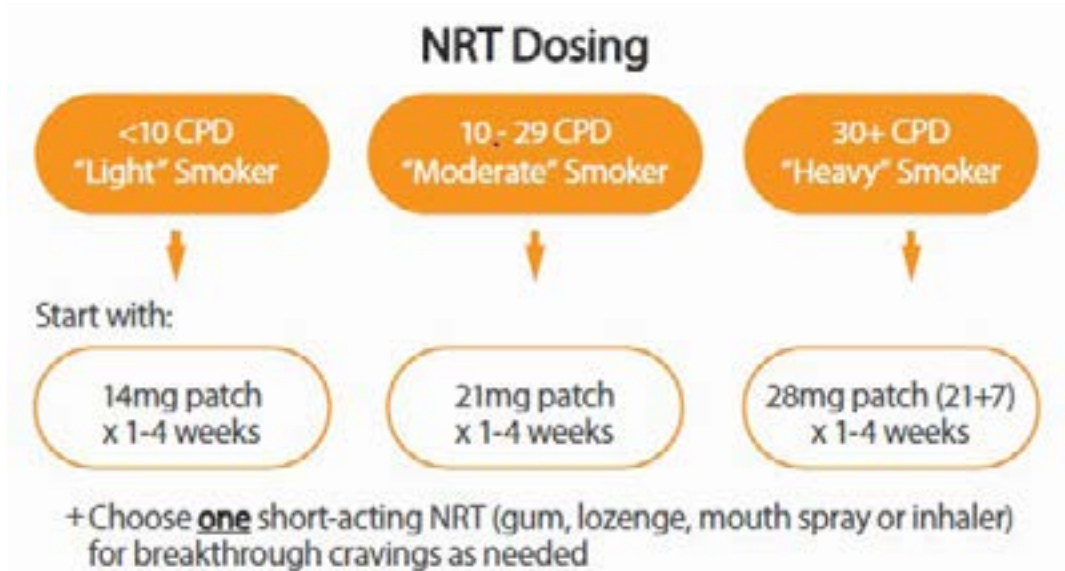 NRT Dosing
<10 CPD
"Light" Smoker
10 - 29 CPD
"Moderate" Smoker
30+ CPD
"Heavy" Smoker
Start with:
14mg patch
x 1-4 weeks
21mg patch
x 1-4 weeks
28mg patch (21+7)
x 1-4 weeks
+ Choose one short-acting NRT (gum, lozenge, mouth spray or inhaler)
for breakthrough cravings as needed